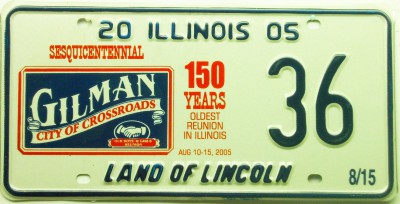 20 ILLINOIS 05
SESQUICENTENNIAL
GILMAN
CITY OF CROSSROADS
150
YEARS
OLDEST
REUNION
IN ILLINOIS
AUG 10-15, 2005
36
LAND OF LINCOLN
8/15